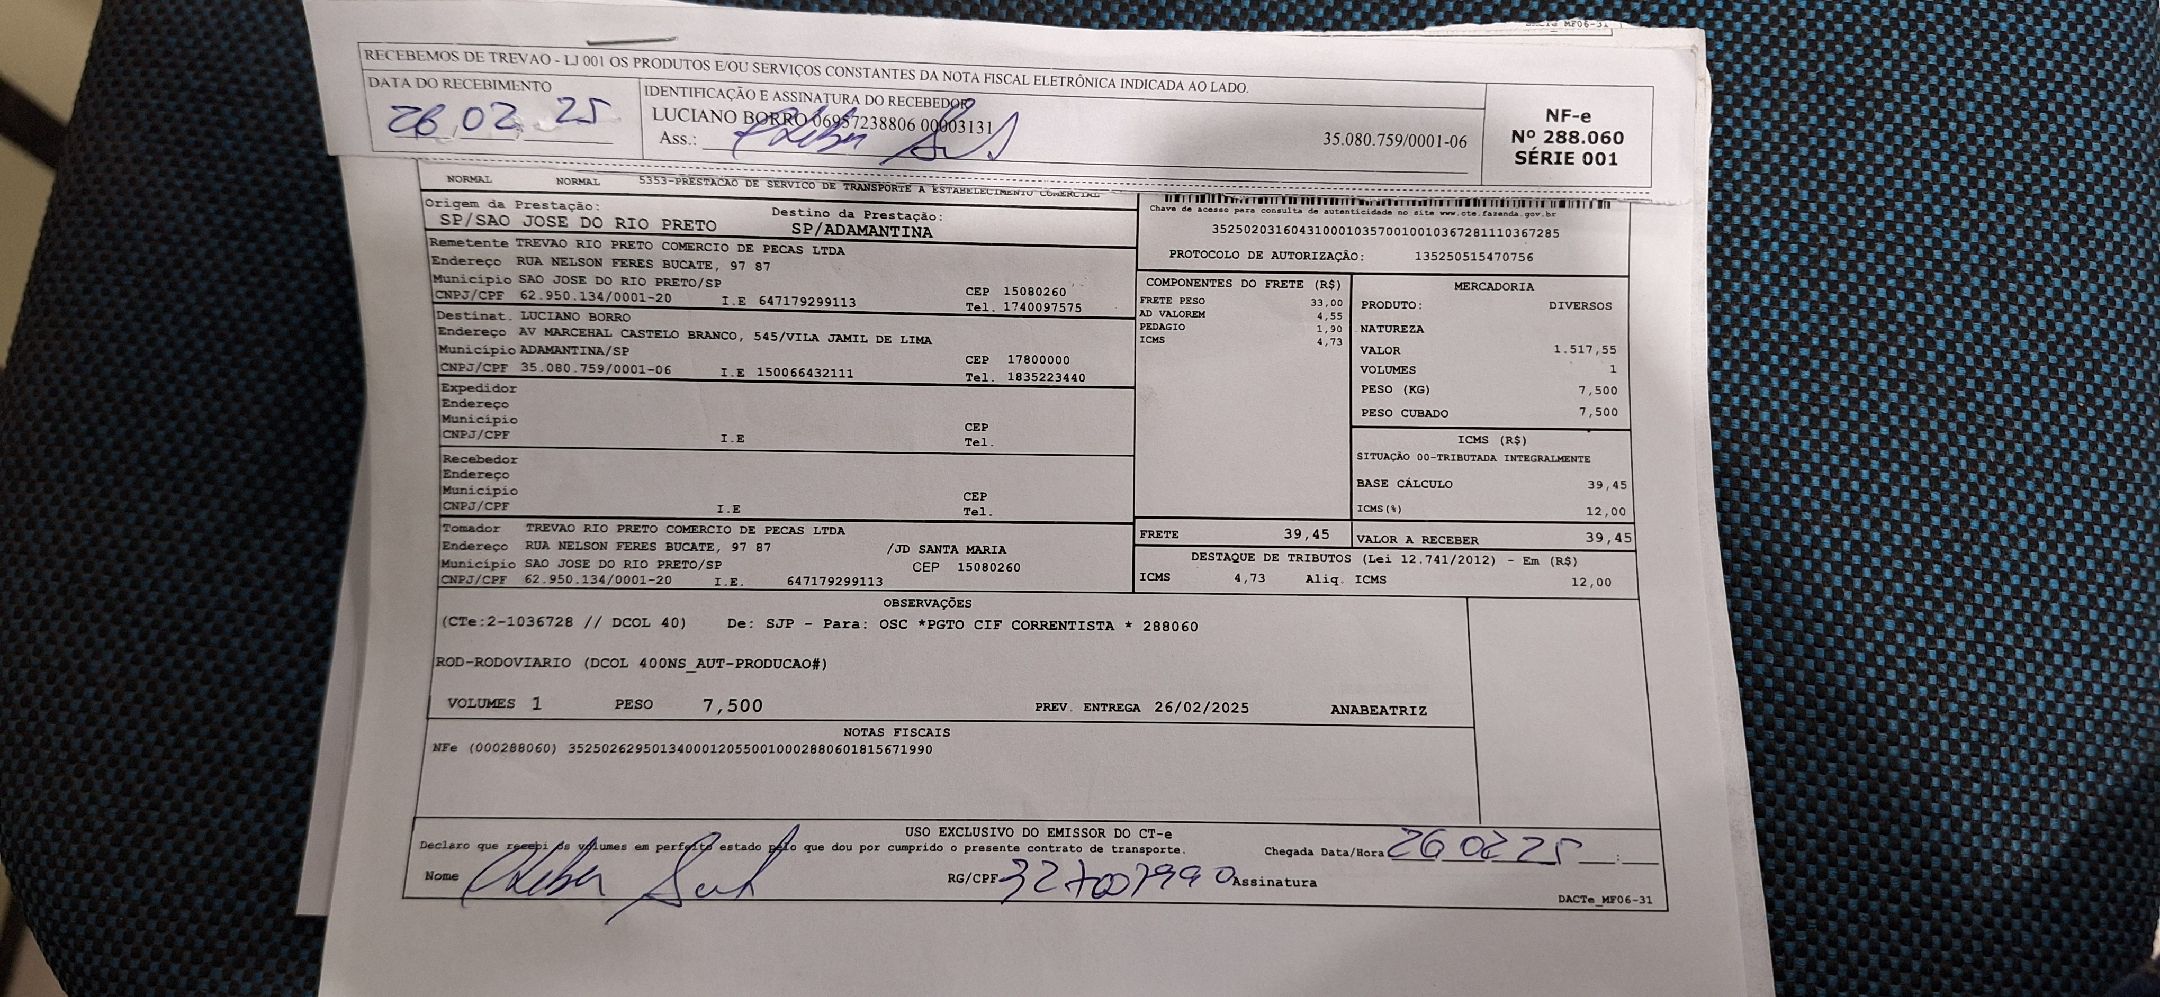 DACTe MF06-31
RECEBEMOS DE TREVAO - LJ 001 OS PRODUTOS E/OU SERVIÇOS CONSTANTES DA NOTA FISCAL ELETRÔNICA INDICADA AO LADO.
DATA DO RECEBIMENTO
26,02,25
IDENTIFICAÇÃO E ASSINATURA DO RECEBEDOR
LUCIANO BORRO 06957238806 00003131
Ass.:
35.080.759/0001-06
NF-e
Nº 288.060
SÉRIE 001
NORMAL NORMAL 5353-PRESTACAO DE SERVICO DE TRANSPORTE A ESTABELECIMENTO COMERCIAL
Origem da Prestação:
SP/SAO JOSE DO RIO PRETO
Destino da Prestação:
SP/ADAMANTINA
Chave de acesso para consulta de autenticidade no site www.cte.fazenda.gov.br
35250203160431000103570010010367281110367285
PROTOCOLO DE AUTORIZAÇÃO: 135250515470756
Remetente TREVAO RIO PRETO COMERCIO DE PECAS LTDA
Endereço RUA NELSON FERES BUCATE, 97 87
Município SAO JOSE DO RIO PRETO/SP CEP 15080260
CNPJ/CPF 62.950.134/0001-20 I.E 647179299113 Tel. 1740097575
Destinat. LUCIANO BORRO
Endereço AV MARCEHAL CASTELO BRANCO, 545/VILA JAMIL DE LIMA
Município ADAMANTINA/SP CEP 17800000
CNPJ/CPF 35.080.759/0001-06 I.E 150066432111 Tel. 1835223440
Expedidor
Endereço
Município CEP
CNPJ/CPF I.E Tel.
Recebedor
Endereço
Município CEP
CNPJ/CPF I.E Tel.
Tomador TREVAO RIO PRETO COMERCIO DE PECAS LTDA
Endereço RUA NELSON FERES BUCATE, 97 87 /JD SANTA MARIA
Município SAO JOSE DO RIO PRETO/SP CEP 15080260
CNPJ/CPF 62.950.134/0001-20 I.E. 647179299113
COMPONENTES DO FRETE (R$)
FRETE PESO 33,00
AD VALOREM 4,55
PEDAGIO 1,90
ICMS 4,73
MERCADORIA
PRODUTO: DIVERSOS
NATUREZA
VALOR 1.517,55
VOLUMES 1
PESO (KG) 7,500
PESO CUBADO 7,500
ICMS (R$)
SITUAÇÃO 00-TRIBUTADA INTEGRALMENTE
BASE CÁLCULO 39,45
ICMS(%) 12,00
FRETE 39,45 VALOR A RECEBER 39,45
DESTAQUE DE TRIBUTOS (Lei 12.741/2012) - Em (R$)
ICMS 4,73 Aliq. ICMS 12,00
OBSERVAÇÕES
(CTe:2-1036728 // DCOL 40) De: SJP - Para: OSC *PGTO CIF CORRENTISTA * 288060
ROD-RODOVIARIO (DCOL 400NS_AUT-PRODUCAO#)
VOLUMES 1 PESO 7,500 PREV. ENTREGA 26/02/2025 ANABEATRIZ
NOTAS FISCAIS
NFe (000288060) 35250262950134000120550010002880601815671990
USO EXCLUSIVO DO EMISSOR DO CT-e
Declaro que recebi os volumes em perfeito estado pelo que dou por cumprido o presente contrato de transporte. Chegada Data/Hora 26 02 25 :
Nome RG/CPF Assinatura
DACTe_MF06-31